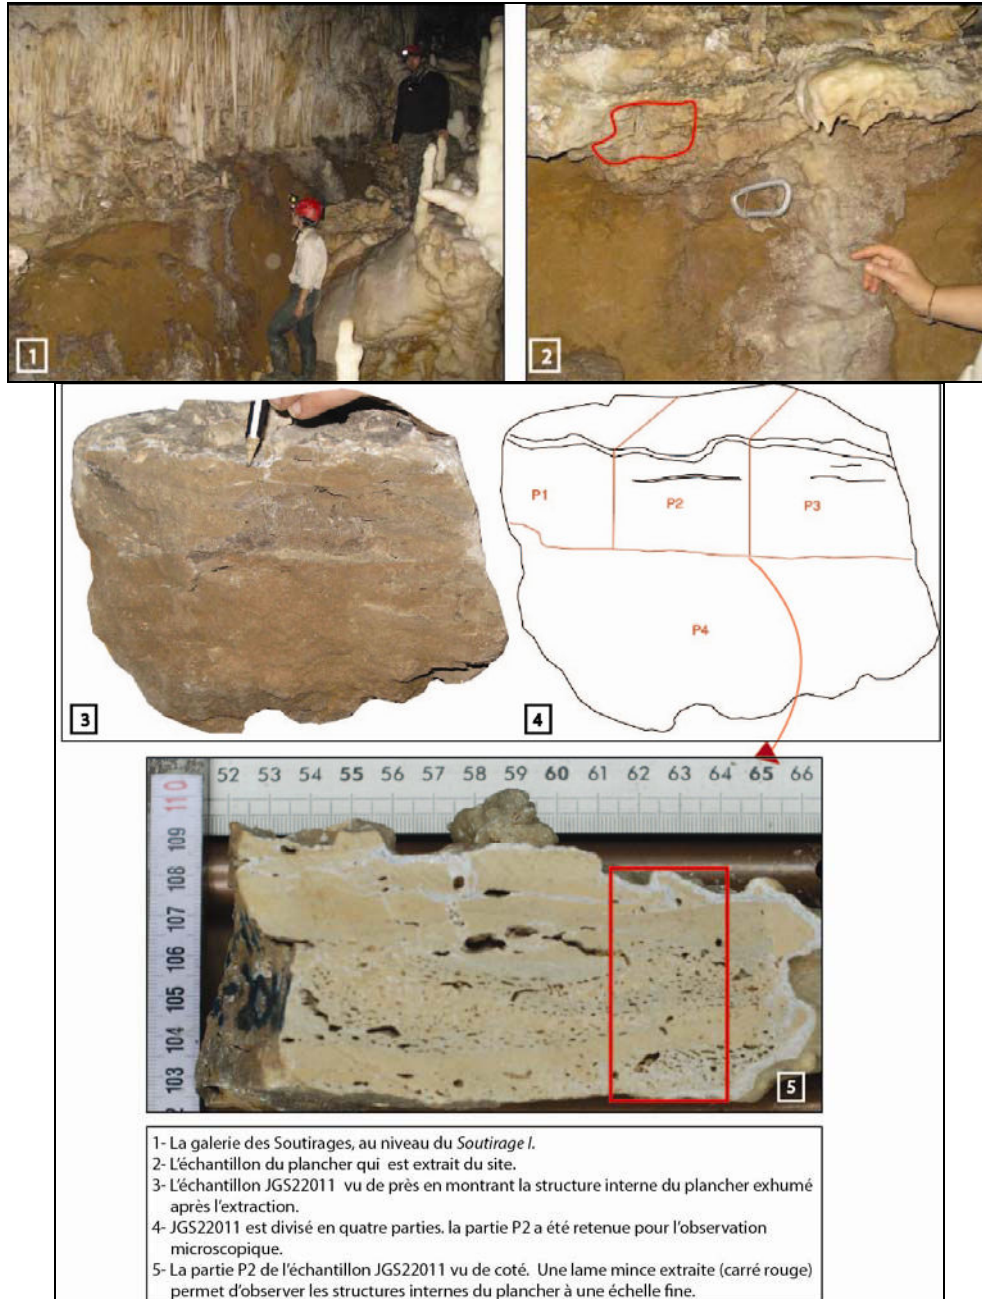 1
2
3
P1
P2
P3
P4
4
52 53 54 55 56 57 58 59 60 61 62 63 64 65 66
110
109
108
107
106
105
104
103
5
1- La galerie des Soutirages, au niveau du Soutirage I.
2- L'échantillon du plancher qui est extrait du site.
3- L'échantillon JGS22011 vu de près en montrant la structure interne du plancher exhumé
après l'extraction.
4- JGS22011 est divisé en quatre parties. la partie P2 a été retenue pour l'observation
microscopique.
5- La partie P2 de l'échantillon JGS22011 vu de coté. Une lame mince extraite (carré rouge)
permet d'observer les structures internes du plancher à une échelle fine.